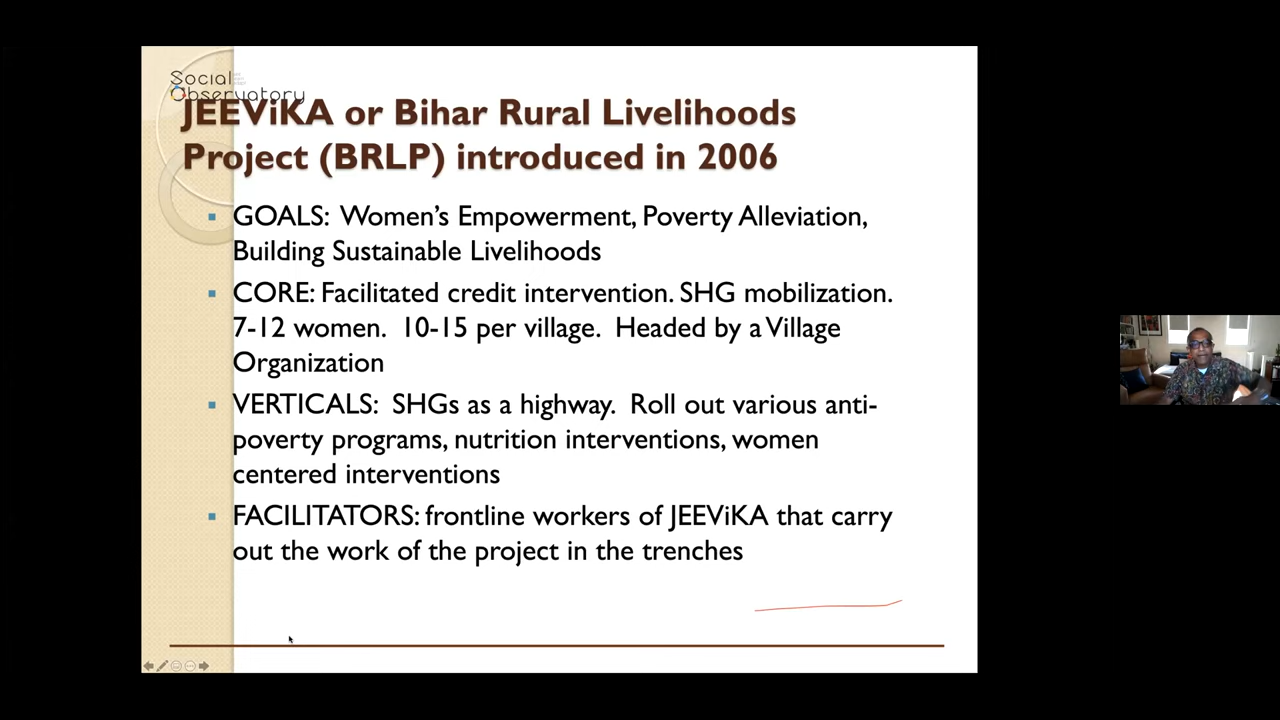 Social
Observatory
JEEViKA or Bihar Rural Livelihoods
Project (BRLP) introduced in 2006
GOALS: Women's Empowerment, Poverty Alleviation,
Building Sustainable Livelihoods
CORE: Facilitated credit intervention. SHG mobilization.
7-12 women. 10-15 per village. Headed by a Village
Organization
VERTICALS: SHGs as a highway. Roll out various anti-
poverty programs, nutrition interventions, women
centered interventions
FACILITATORS: frontline workers of JEEViKA that carry
out the work of the project in the trenches